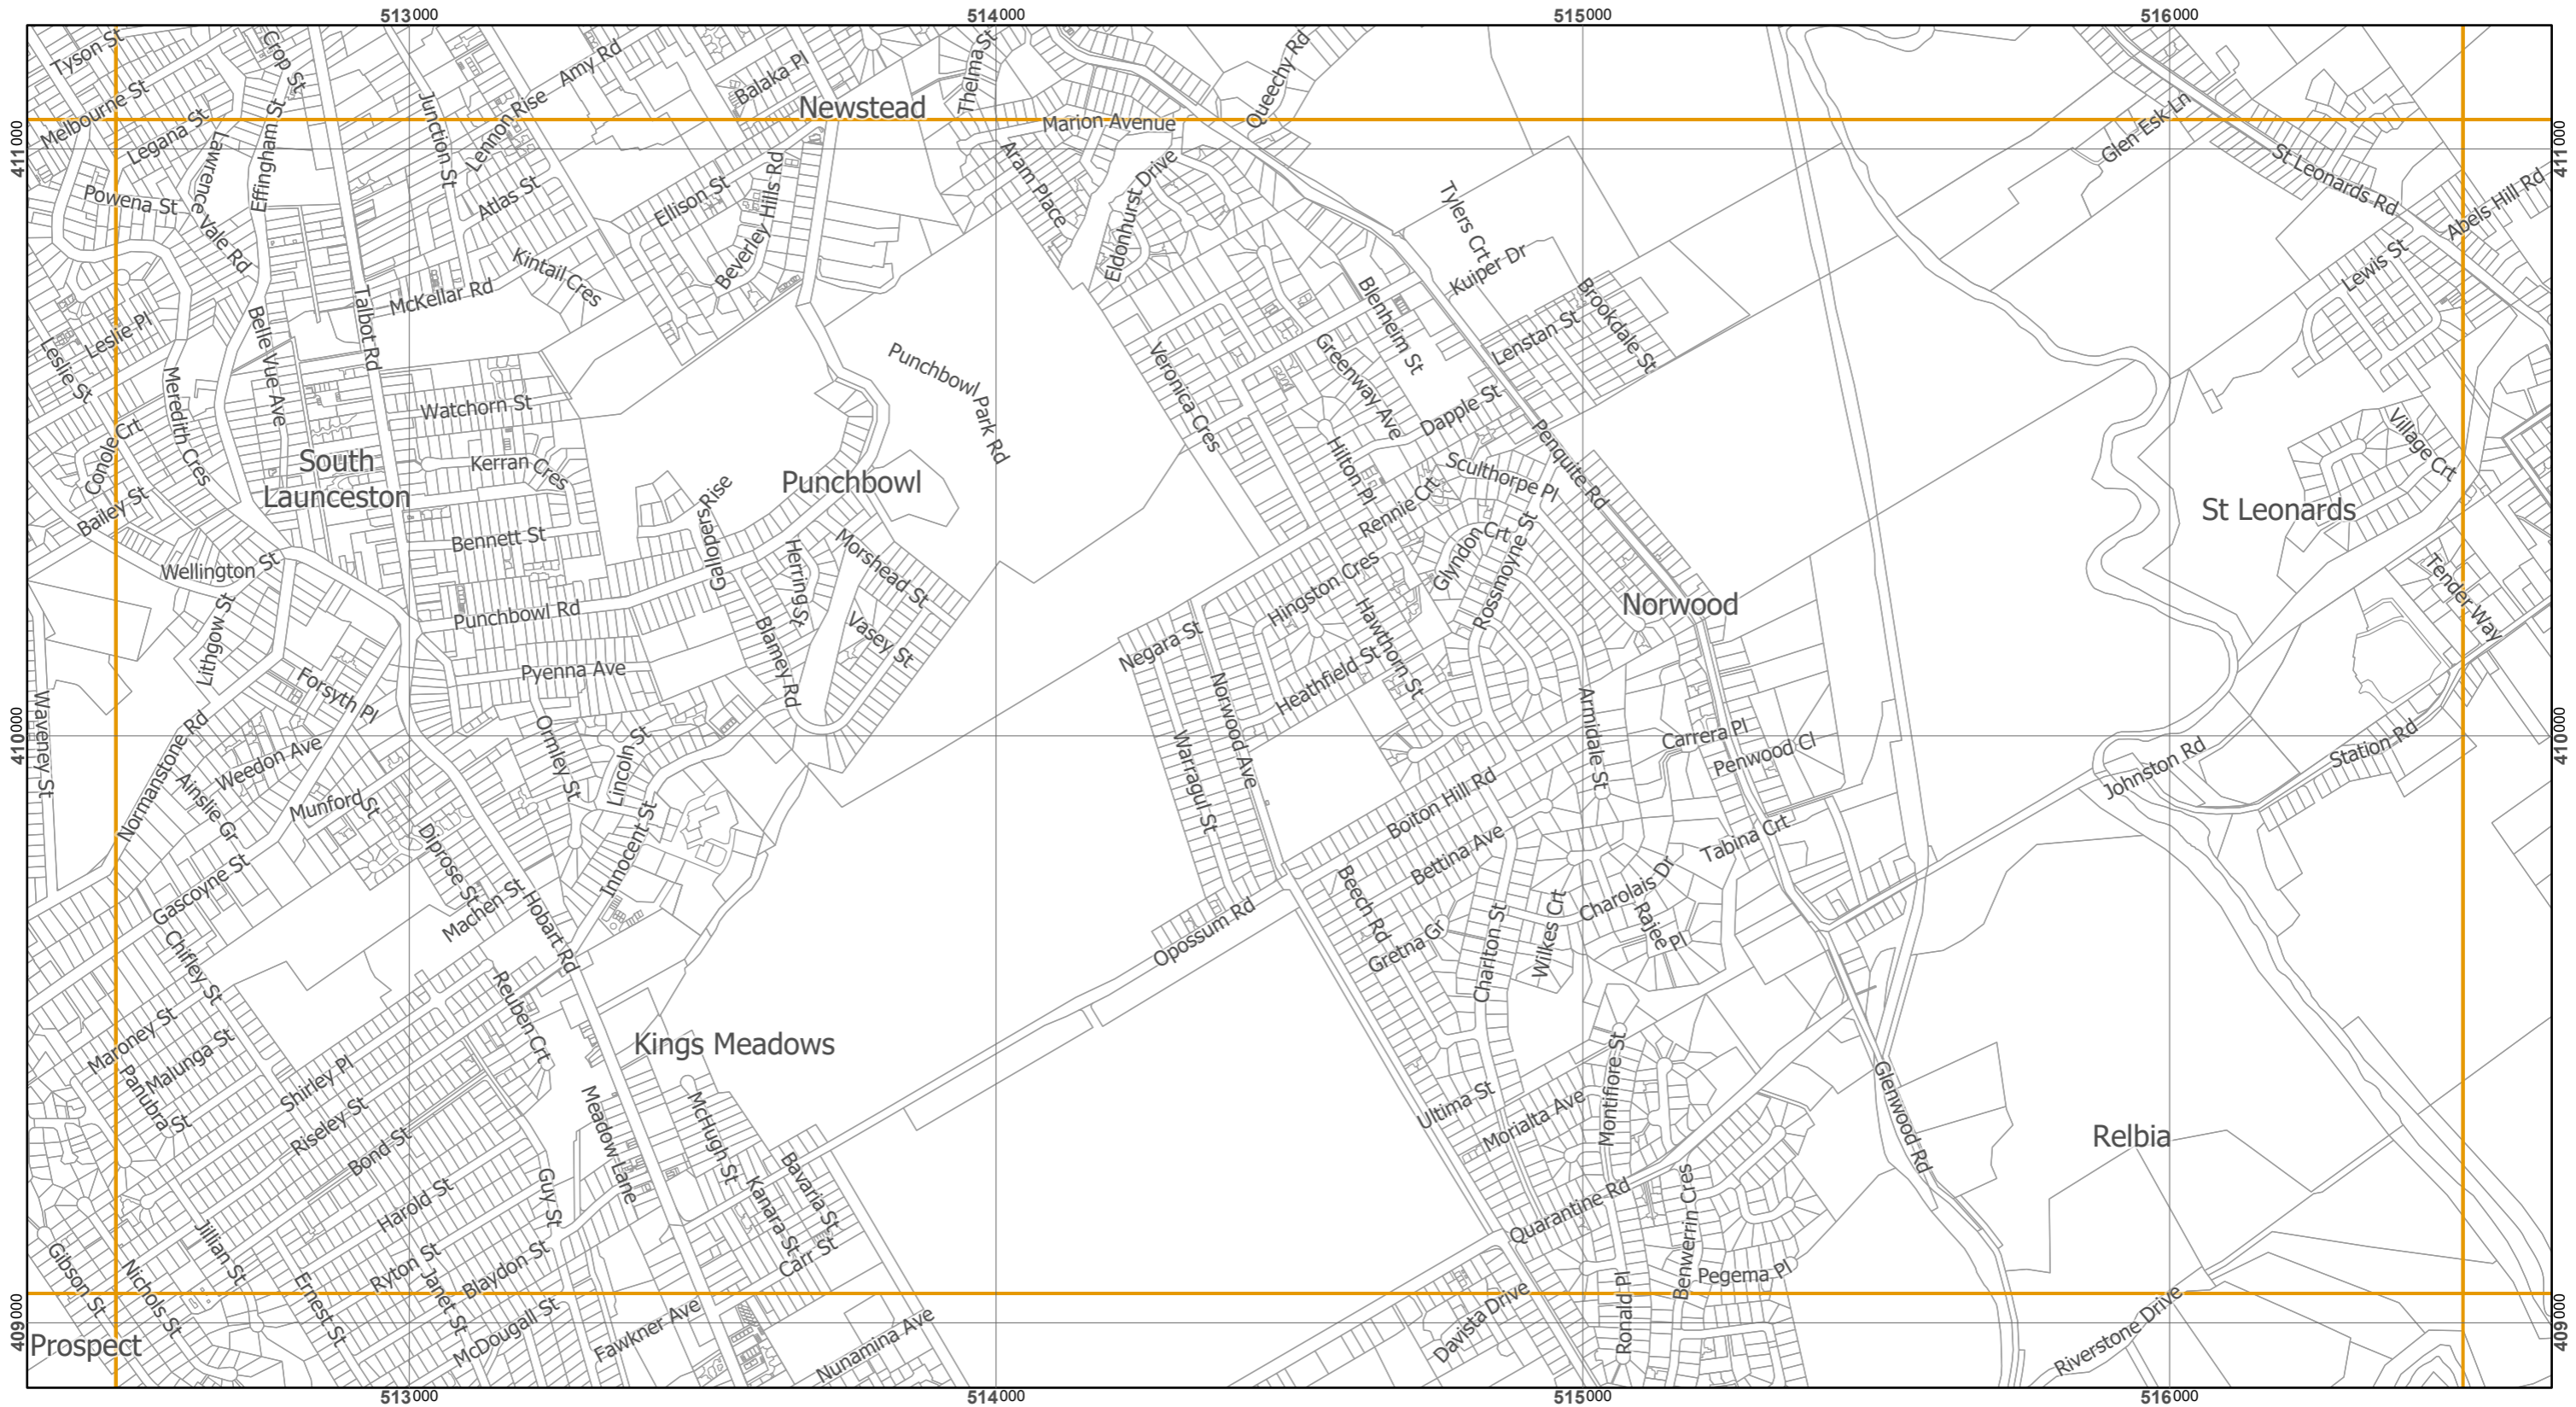 513000
514000
515000
516000
Tyson St
Crop St
Amy Rd
Balaka Pl
Thelma St
Queechy Rd
Melbourne St
Junction St
Lennon Rise
Newstead
Marion Avenue
Glen Esk Ln
411000
411000
Legana St
Lawrence Vale Rd
Effingham St
Aram Place
St Leonards Rd
Abels Hill Rd
Powena St
Atlas St
Ellison St
Beverley Hills Rd
Eldonhurst Drive
Tylers Crt
Kuiper Dr
Lewis St
McKellar Rd
Kintail Cres
Blenheim St
Brookdale St
Leslie Pl
Leslie St
Belle Vue Ave
Talbot Rd
Punchbowl Park Rd
Veronica Cres
Greenway Ave
Lenstan St
Meredith Cres
Watchorn St
Dapple St
Penquite Rd
Village Crt
Conole Crt
South
Launceston
Kerran Cres
Punchbowl
Hilton Pl
Sculthorpe Pl
St Leonards
Bailey St
Gallopers Rise
Rennie Crt
Bennett St
Herring St
Morshead St
Glyndon Crt
Rossmoyne St
Wellington St
Hingston Cres
Tender Way
Lithgow St
Punchbowl Rd
Blamey Rd
Vasey St
Negara St
Hawthorn St
Norwood
Forsyth Pl
Pyenna Ave
Norwood Ave
Heathfield St
Waveney St
Normanstone Rd
Ormley St
Lincoln St
Warragul St
Armidale St
Carrera Pl
Penwood Cl
Johnston Rd
Station Rd
410000
410000
Weedon Ave
Ainslie Gr
Munford St
Innocent St
Boiton Hill Rd
Tabina Crt
Diprose St
Bettina Ave
Gascoyne St
Machen St
Hobart Rd
Beech Rd
Charolais Dr
Opossum Rd
Gretna Gr
Charlton St
Wilkes Crt
Rajee Pl
Chifley St
Reuben Crt
Maroney St
Malunga St
Kings Meadows
Panubra St
Shirley Pl
Meadow Lane
McHugh St
Ultima St
Montifiore St
Glenwood Rd
Riseley St
Morialta Ave
Relbia
Bond St
Bavaria St
Harold St
Guy St
Kanara St
Quarantine Rd
Benwerrin Cres
Gibson St
Nichols St
Jillian St
Ryton St
Blaydon St
Carr St
Pegema Pl
Ernest St
Janet St
McDougall St
Fawkner Ave
Nunamina Ave
Davista Drive
Ronald Pl
Riverstone Drive
409000
409000
Prospect
513000
514000
515000
516000